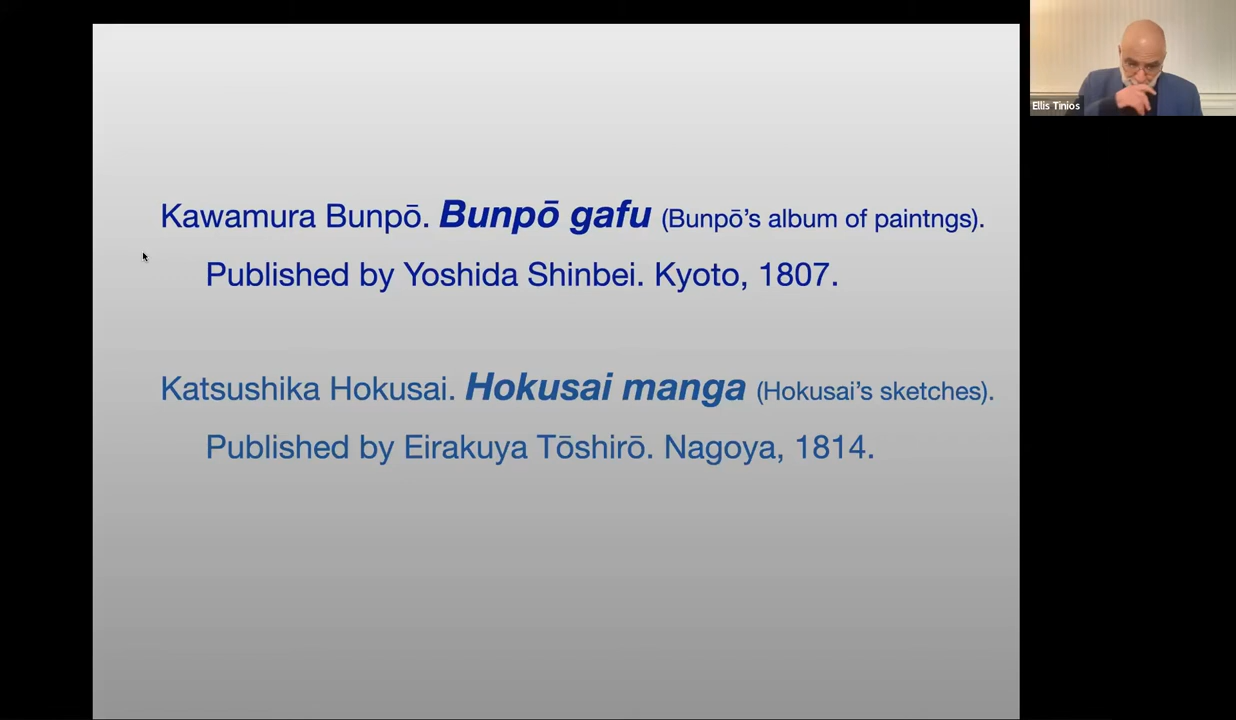 Kawamura Bunpō. Bunpō gafu (Bunpō’s album of paintngs).
Published by Yoshida Shinbei. Kyoto, 1807.
Katsushika Hokusai. Hokusai manga (Hokusai’s sketches).
Published by Eirakuya Tōshirō. Nagoya, 1814.
Ellis Tinios